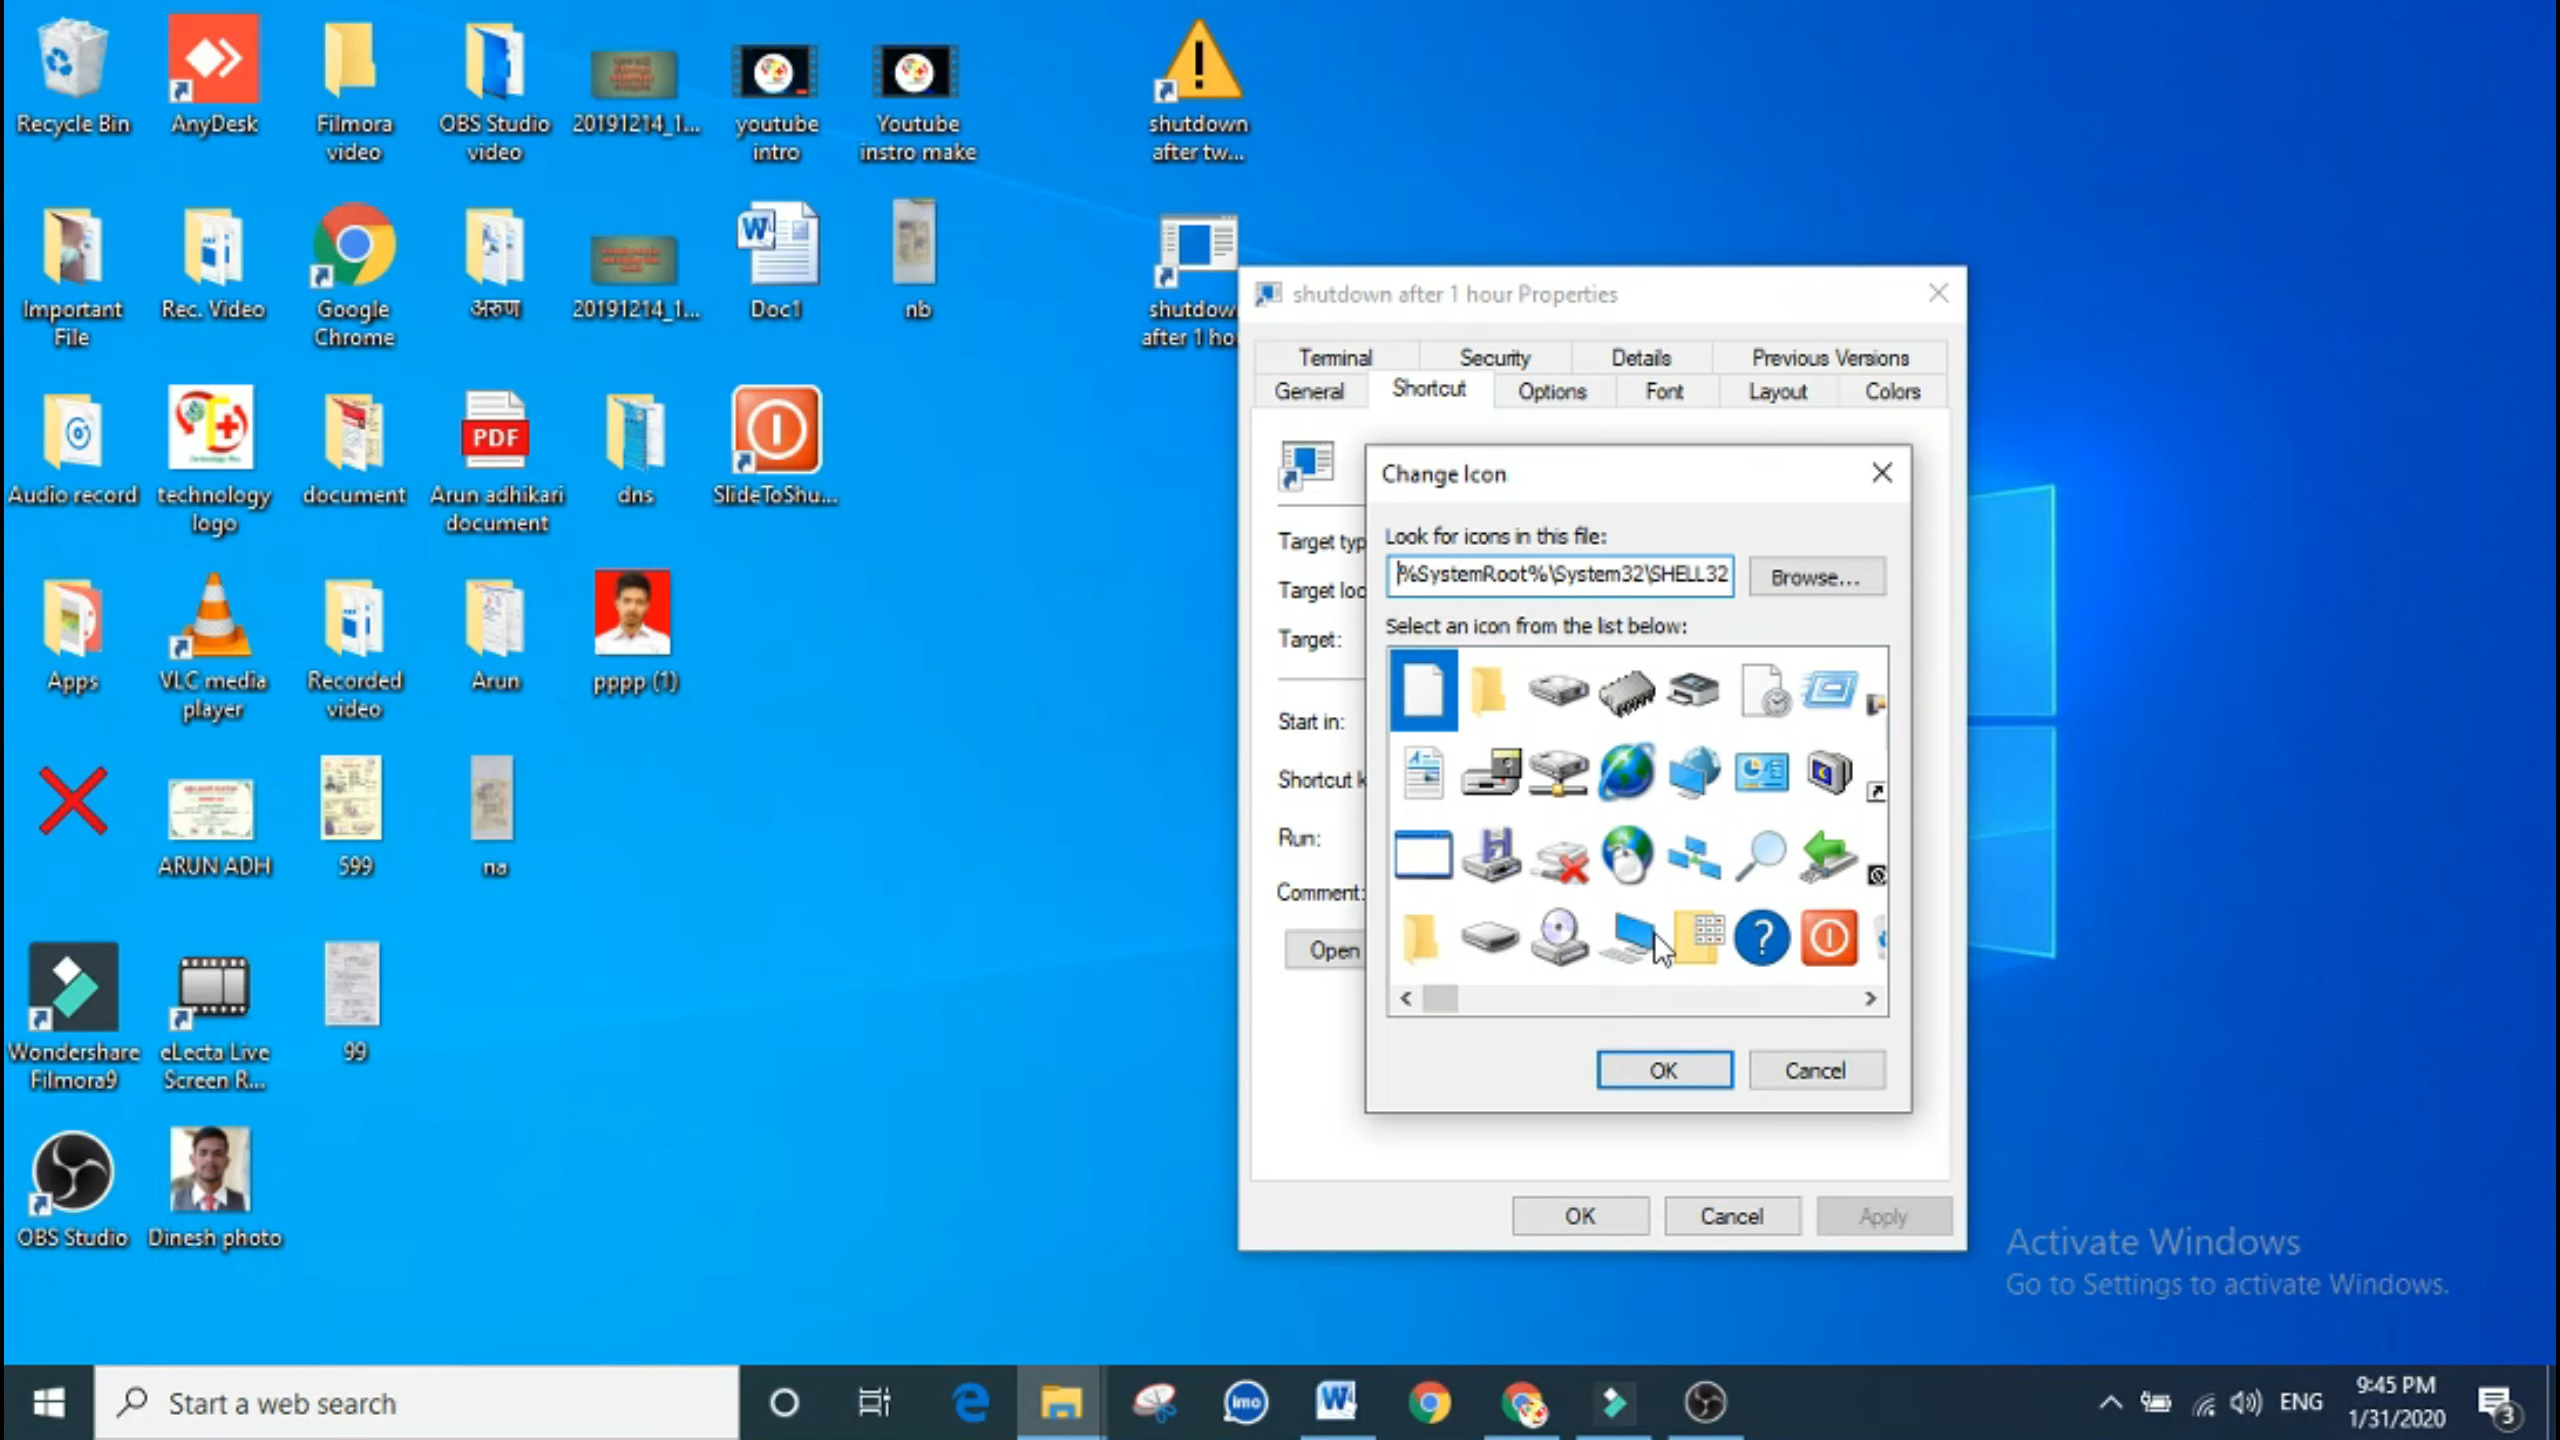 Recycle Bin
AnyDesk
Filmora
video
OBS Studio
video
20191214_1...
youtube
intro
Youtube
instro make
shutdown
after tw...
Important
File
Rec. Video
Google
Chrome
अरुण
20191214_1...
Doc1
nb
shutdow
after 1 ho
Audio record
technology
logo
document
PDF
Arun adhikari
document
dns
SlideToShu...
Apps
VLC media
player
Recorded
video
Arun
pppp (1)
ARUN ADH
599
na
Wondershare
Filmora9
eLecta Live
Screen R...
99
OBS Studio
Dinesh photo
shutdown after 1 hour Properties
Terminal
Security
Details
Previous Versions
General
Shortcut
Options
Font
Layout
Colors
Target typ
Target loc
Target:
Start in:
Shortcut k
Run:
Comment:
Open
Change Icon
Look for icons in this file:
%SystemRoot%\System32\SHELL32
Browse...
Select an icon from the list below:
OK
Cancel
OK
Cancel
Apply
Activate Windows
Go to Settings to activate Windows.
Start a web search
imo
ENG
9:45 PM
1/31/2020
3